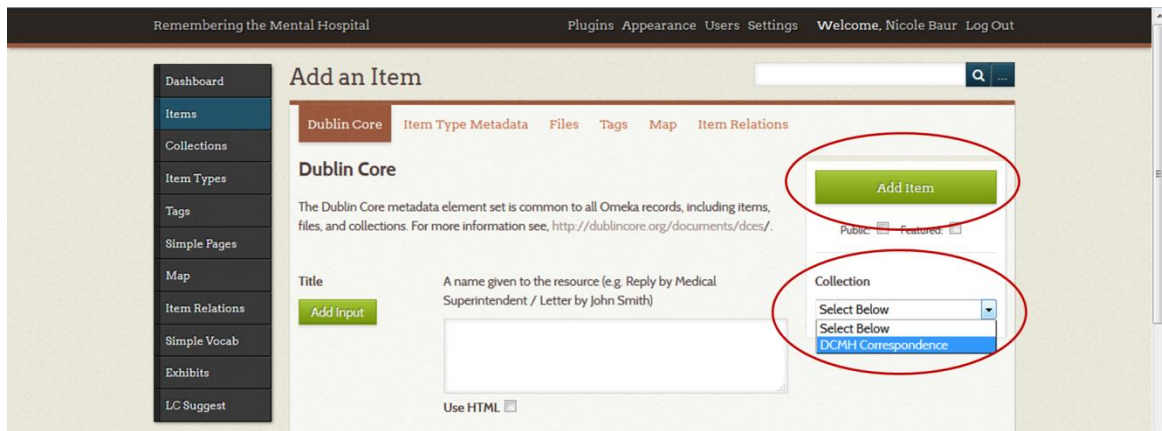 Remembering the Mental Hospital
Plugins Appearance Users Settings Welcome, Nicole Baur Log Out
Dashboard
Items
Collections
Item Types
Tags
Simple Pages
Map
Item Relations
Simple Vocab
Exhibits
LC Suggest
Add an Item
...
Dublin Core Item Type Metadata Files Tags Map Item Relations
Dublin Core
The Dublin Core metadata element set is common to all Omeka records, including items,
files, and collections. For more information see, http://dublincore.org/documents/dces/.
Title
Add Input
A name given to the resource (e.g. Reply by Medical
Superintendent / Letter by John Smith)
Use HTML
Add Item
Public: Featured:
Collection
Select Below
Select Below
DCMH Correspondence